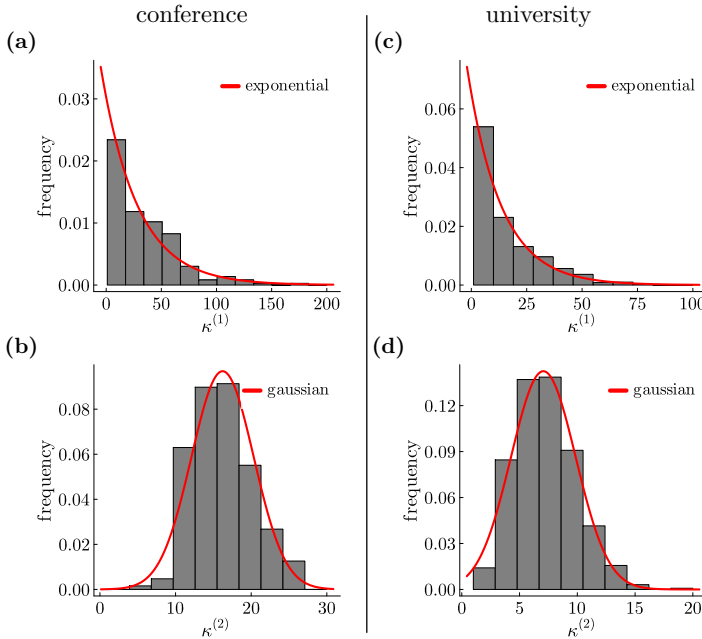 conference
university
(a)
(c)
exponential
exponential
frequency
frequency
0.03
0.02
0.01
0.00
0.06
0.04
0.02
0.00
0 50 100 150 200
0 25 50 75 100
κ(1)
κ(1)
(b)
(d)
gaussian
gaussian
frequency
frequency
0.08
0.06
0.04
0.02
0.00
0.12
0.09
0.06
0.03
0.00
0 10 20 30
0 5 10 15 20
κ(2)
κ(2)